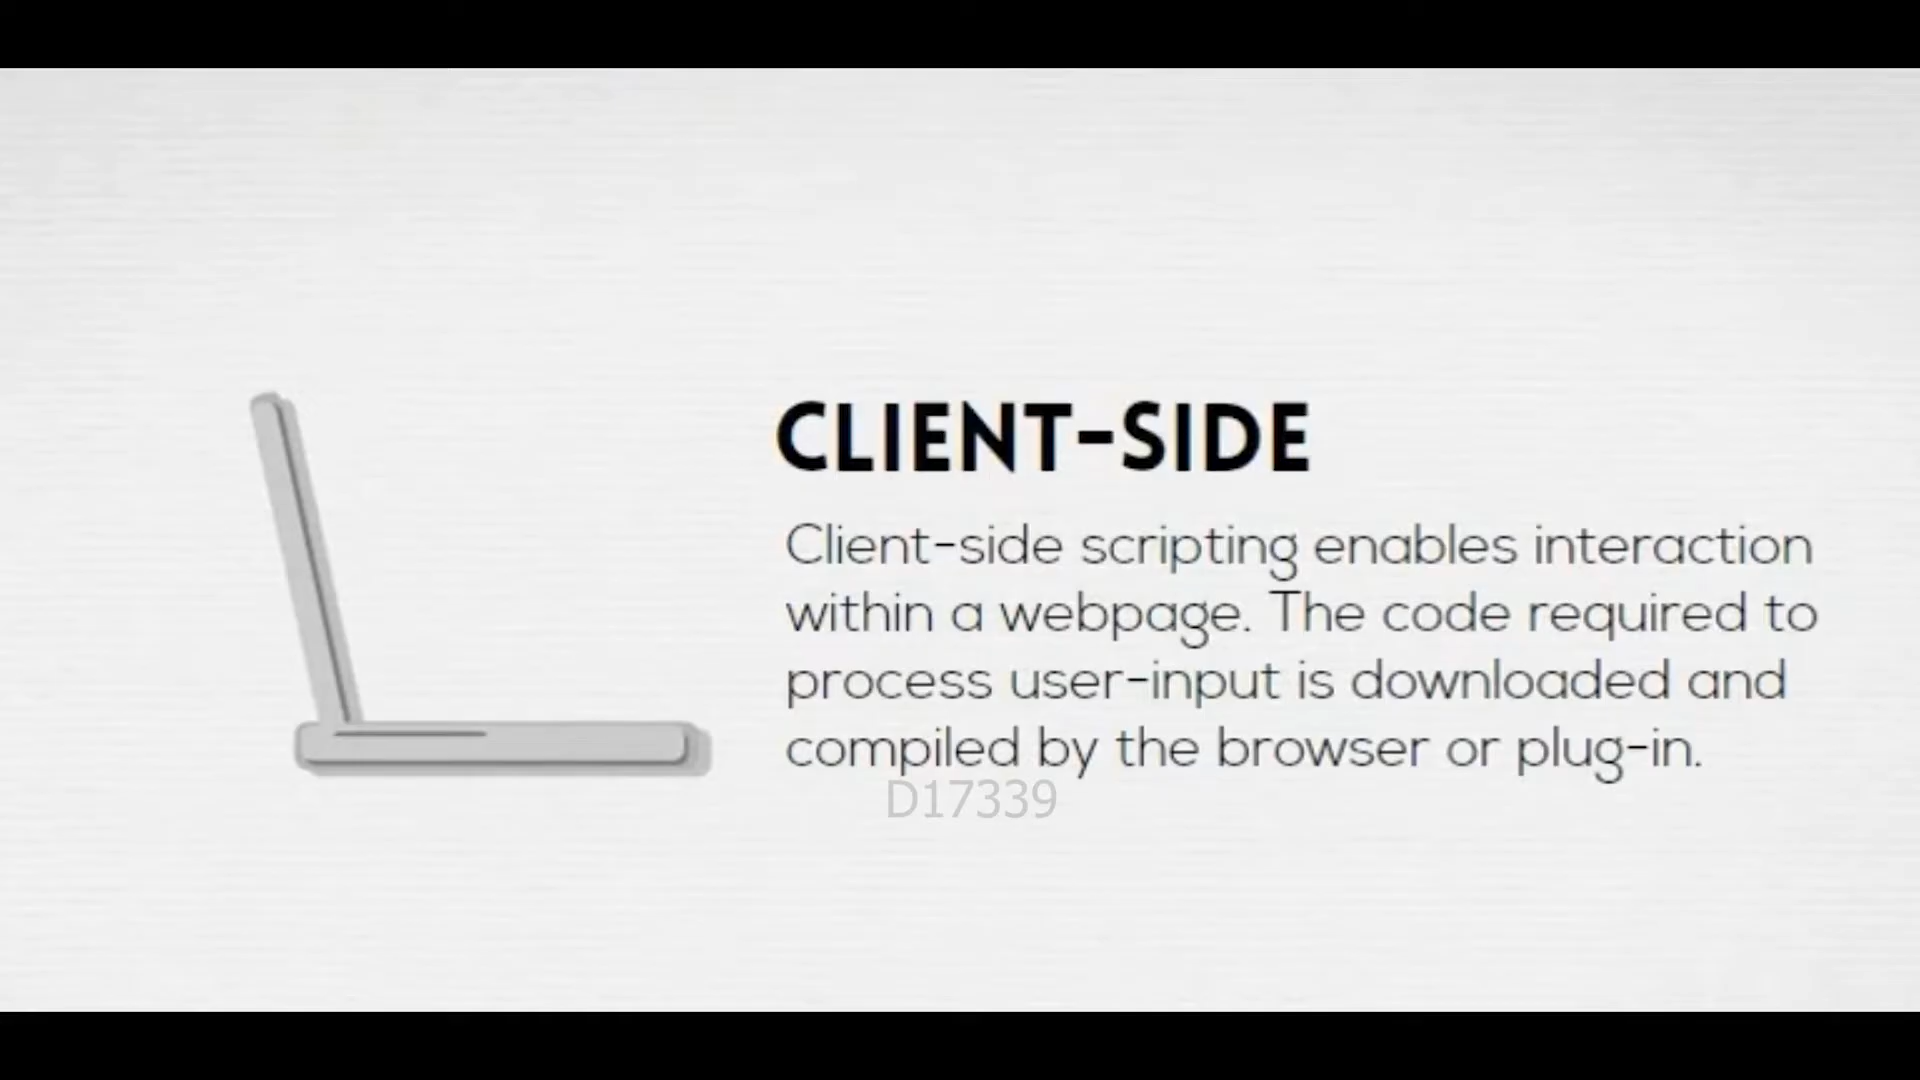 CLIENT-SIDE
Client-side scripting enables interaction
within a webpage. The code required to
process user-input is downloaded and
compiled by the browser or plug-in.
D17339